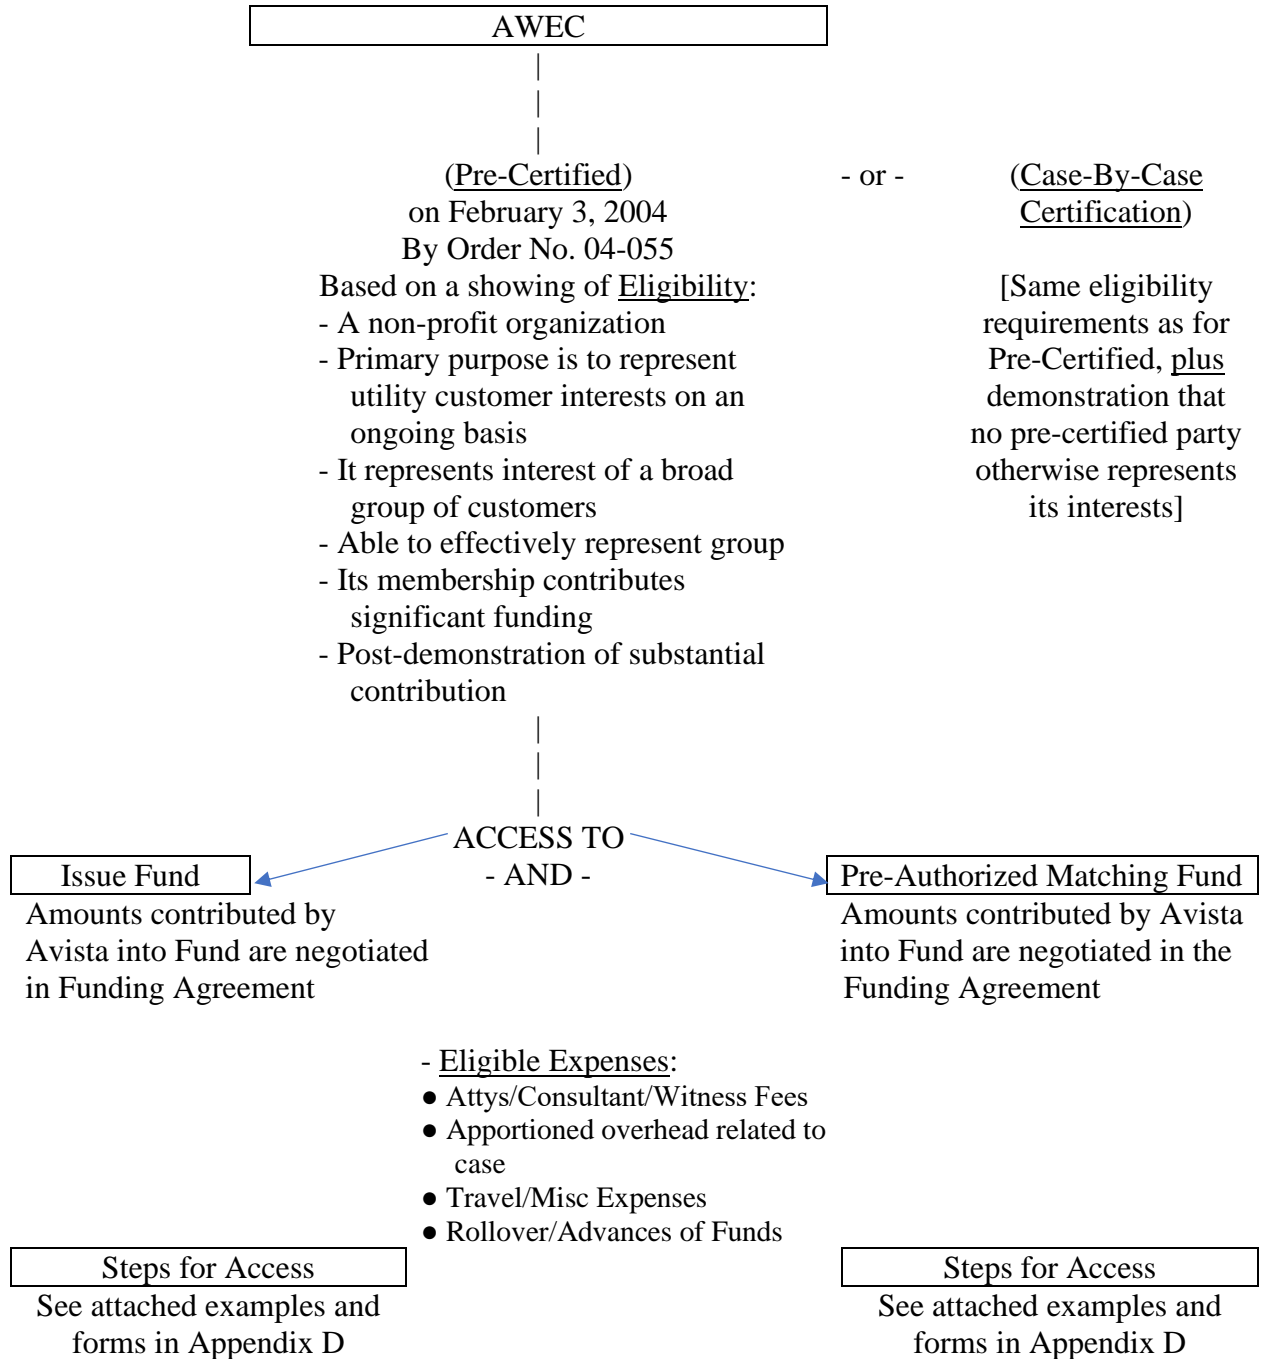 AWEC
(Pre-Certified)
on February 3, 2004
By Order No. 04-055
Based on a showing of Eligibility:
- A non-profit organization
- Primary purpose is to represent
utility customer interests on an
ongoing basis
- It represents interest of a broad
group of customers
- Able to effectively represent group
- Its membership contributes
significant funding
- Post-demonstration of substantial
contribution
- or -
(Case-By-Case
Certification)
[Same eligibility
requirements as for
Pre-Certified, plus
demonstration that
no pre-certified party
otherwise represents
its interests]
ACCESS TO
- AND -
Issue Fund
Amounts contributed by
Avista into Fund are negotiated
in Funding Agreement
Pre-Authorized Matching Fund
Amounts contributed by Avista
into Fund are negotiated in the
Funding Agreement
- Eligible Expenses:
● Attys/Consultant/Witness Fees
● Apportioned overhead related to
case
● Travel/Misc Expenses
● Rollover/Advances of Funds
Steps for Access
See attached examples and
forms in Appendix D
Steps for Access
See attached examples and
forms in Appendix D